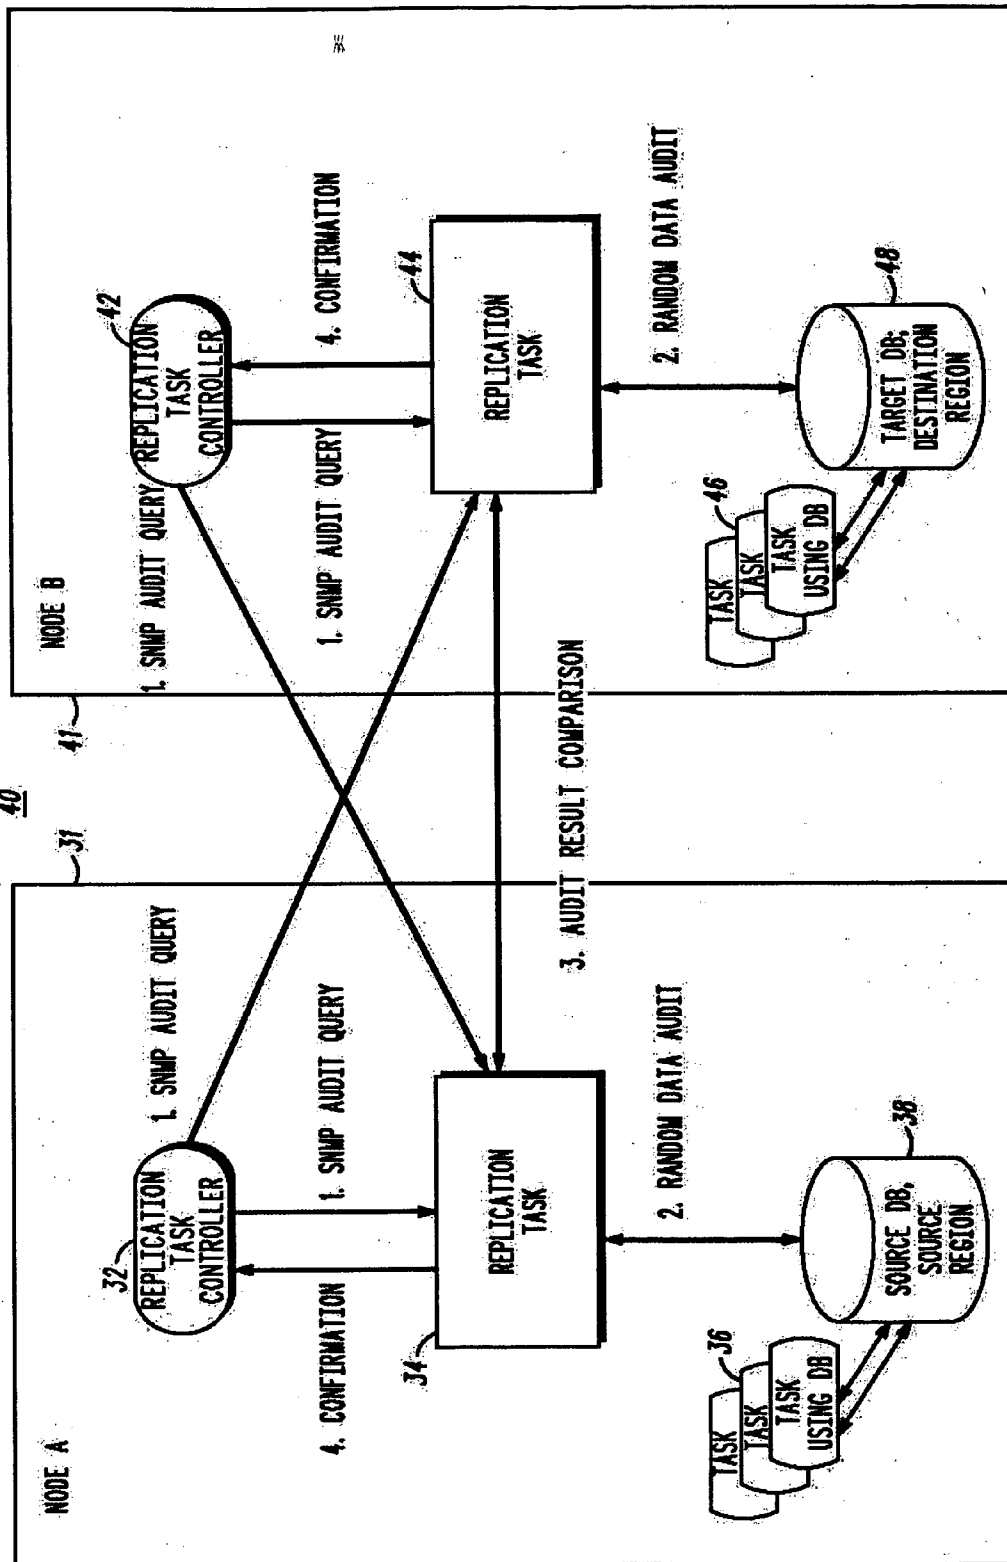 40
NODE A
31
32
REPLICATION
TASK
CONTROLLER
1. SNMP AUDIT QUERY
4. CONFIRMATION
1. SNMP AUDIT QUERY
34
REPLICATION
TASK
2. RANDOM DATA AUDIT
36
TASK
TASK
TASK
USING DB
38
SOURCE DB,
SOURCE
REGION
3. AUDIT RESULT COMPARISON
NODE B
41
42
REPLICATION
TASK
CONTROLLER
1. SNMP AUDIT QUERY
1. SNMP AUDIT QUERY
4. CONFIRMATION
44
REPLICATION
TASK
2. RANDOM DATA AUDIT
46
TASK
TASK
TASK
USING DB
48
TARGET DB;
DESTINATION
REGION